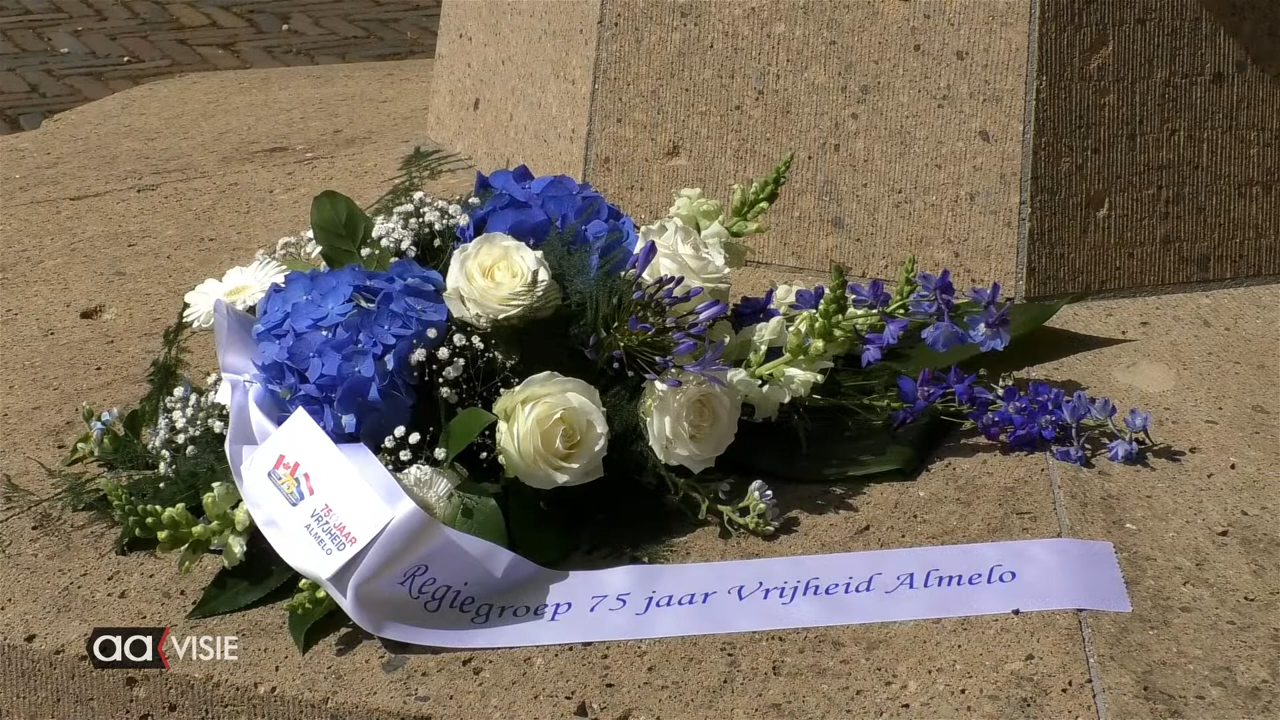 75 JAAR
VRIJHEID
ALMELO
Regiegroep 75 jaar Vrijheid Almelo
aa VISIE